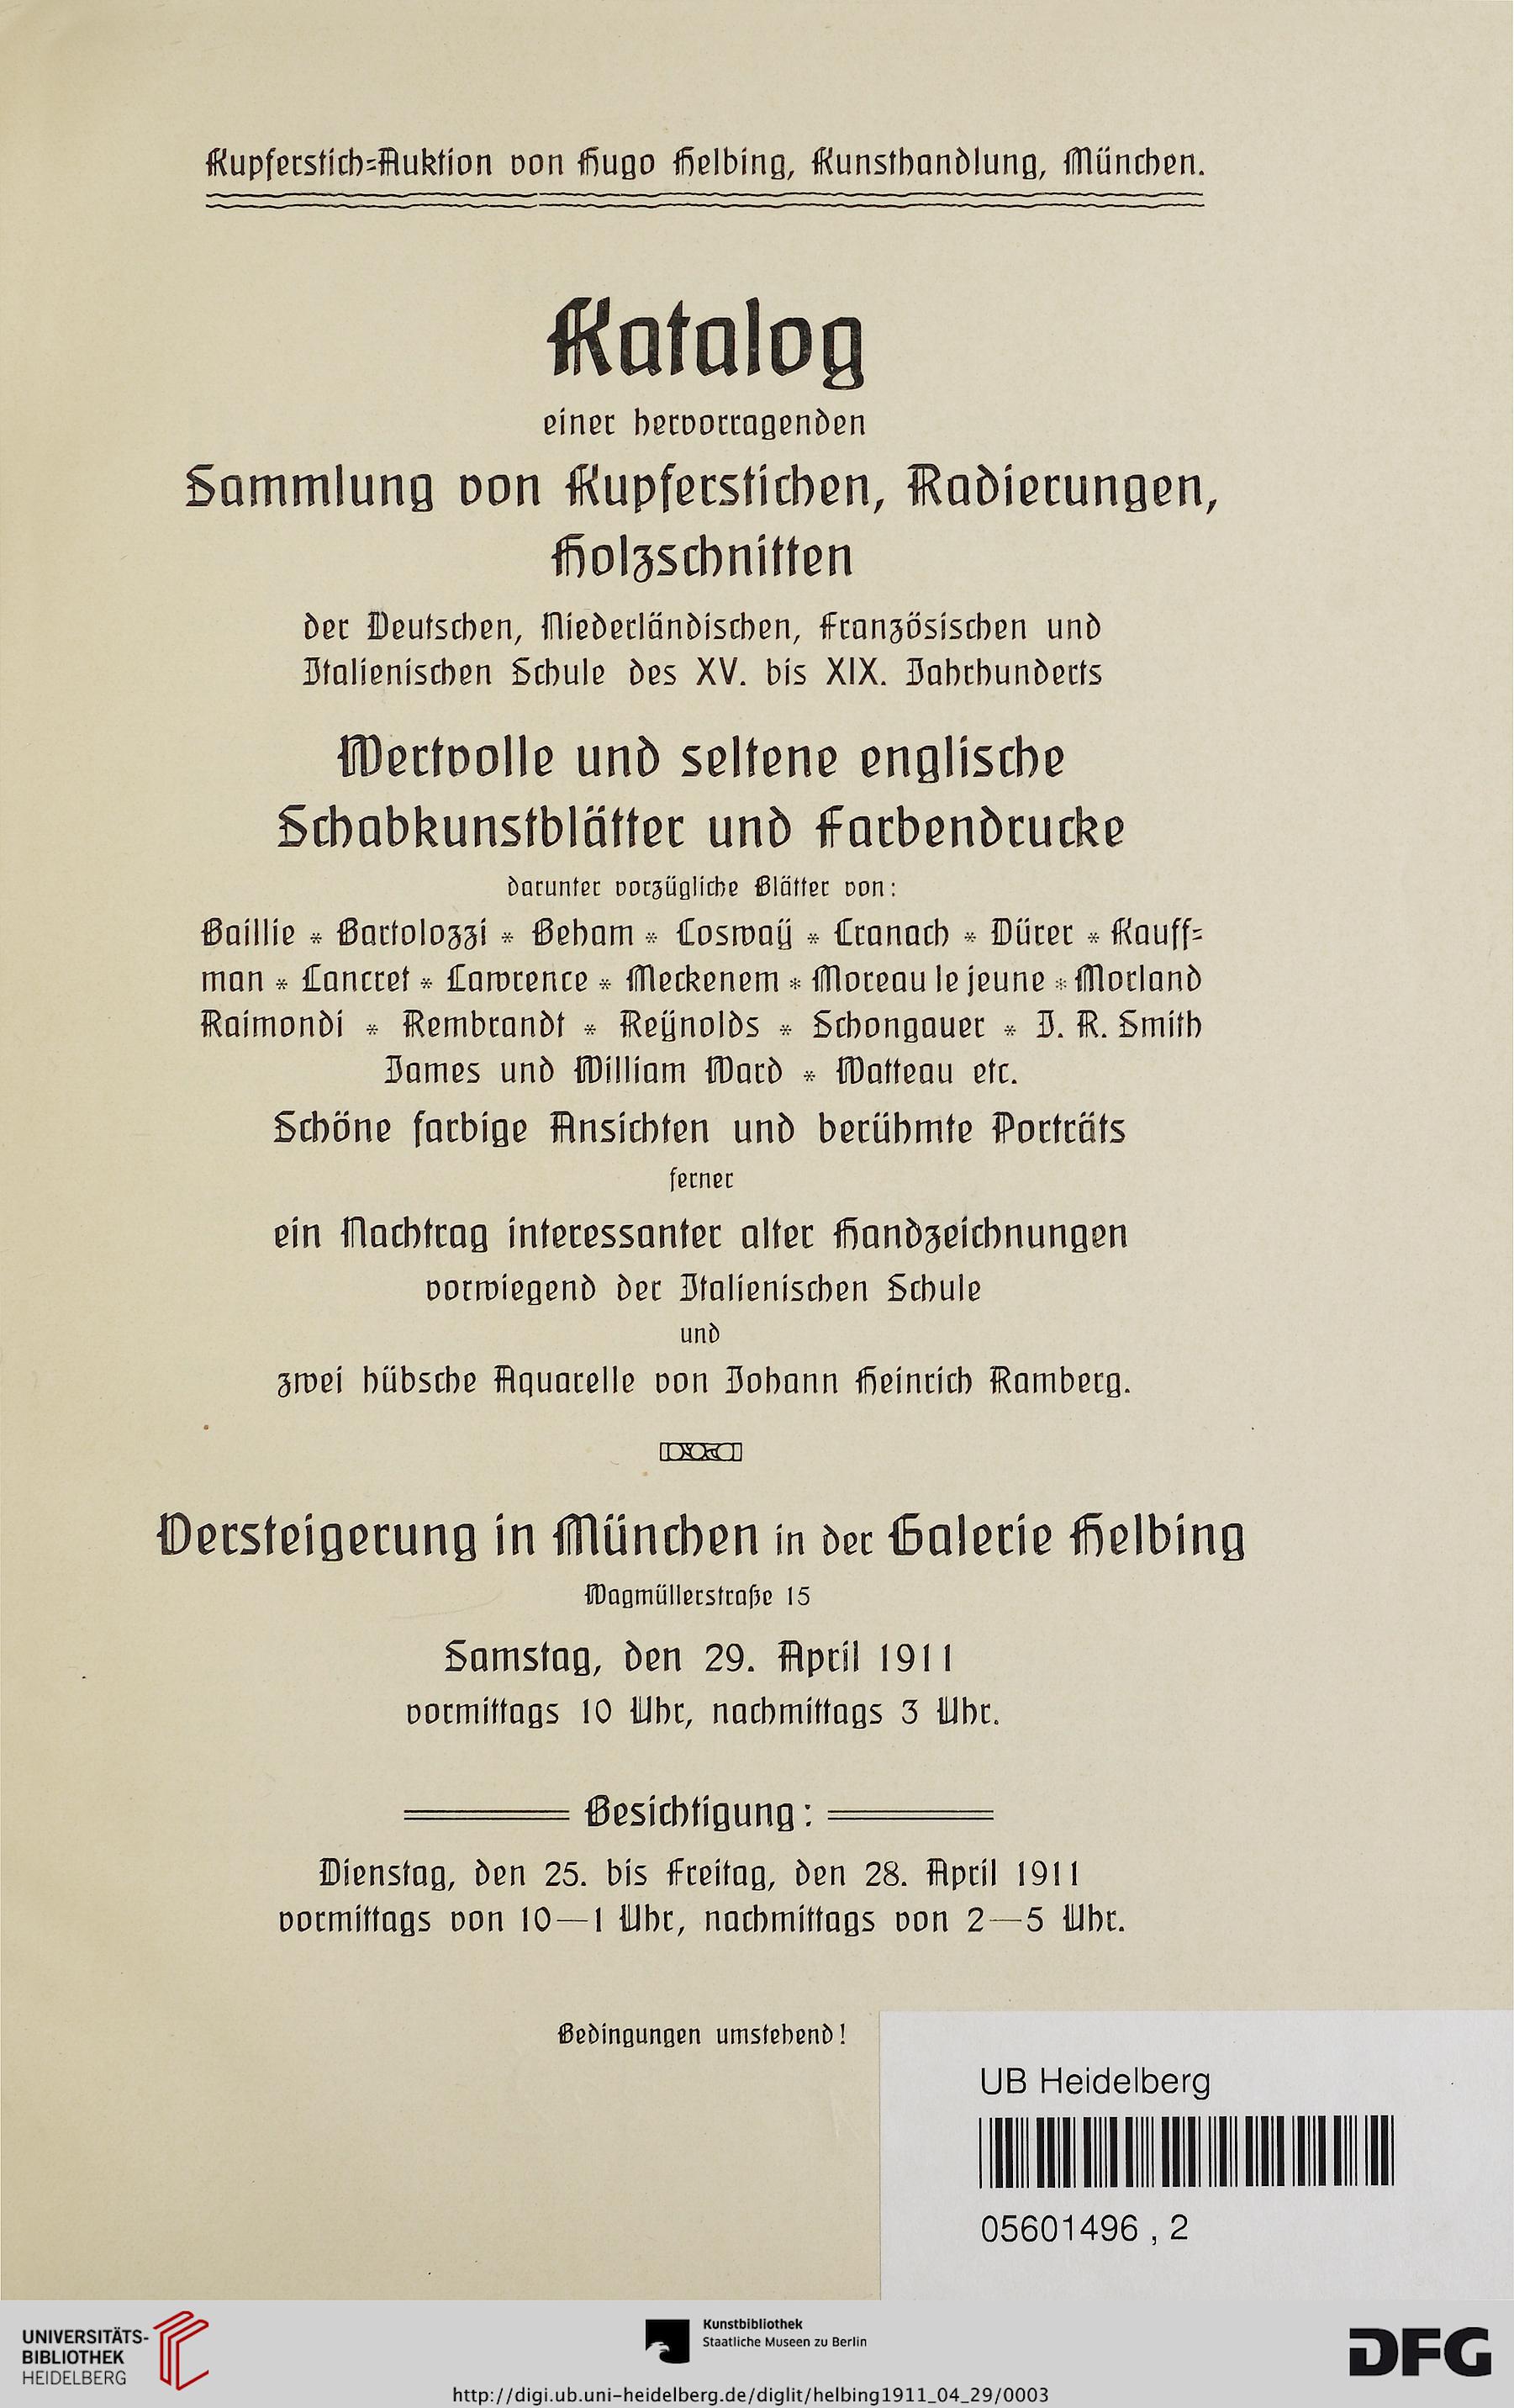 Kupferstich-Auktion von Hugo Helbing, Kunsthandlung, München.
Katalog
einer hervorragenden
Sammlung von Kupferstichen, Radierungen,
Holzschnitten
der Deutschen, Niederländischen, Französischen und
Italienischen Schule des XV. bis XIX. Jahrhunderts
Wertvolle und seltene englische
Schabkunstblätter und Farbendrucke
darunter vorzügliche Blätter von:
Baillie * Bartolozzi * Beham * Cosway * Cranach * Dürer * Kauff-
man * Lancret * Lawrence * Meckenem * Moreau le jeune * Morland
Raimondi * Rembrandt * Reynolds * Schongauer * J. R. Smith
James und William Ward * Watteau etc.
Schöne farbige Ansichten und berühmte Porträts
ferner
ein Nachtrag interessanter alter Handzeichnungen
vorwiegend der Italienischen Schule
und
zwei hübsche Aquarelle von Johann Heinrich Ramberg.
Versteigerung in München in der Galerie Helbing
Wagmüllerstraße 15
Samstag, den 29. April 1911
vormittags 10 Uhr, nachmittags 3 Uhr.
Besichtigung:
Dienstag, den 25. bis Freitag, den 28. April 1911
vormittags von 10—1 Uhr, nachmittags von 2—5 Uhr.
Bedingungen umstehend!
UB Heidelberg
05601496 , 2
UNIVERSITÄTS-
BIBLIOTHEK
HEIDELBERG
Kunstbibliothek
Staatliche Museen zu Berlin
DFG
http://digi.ub.uni-heidelberg.de/diglit/helbing1911_04_29/0003